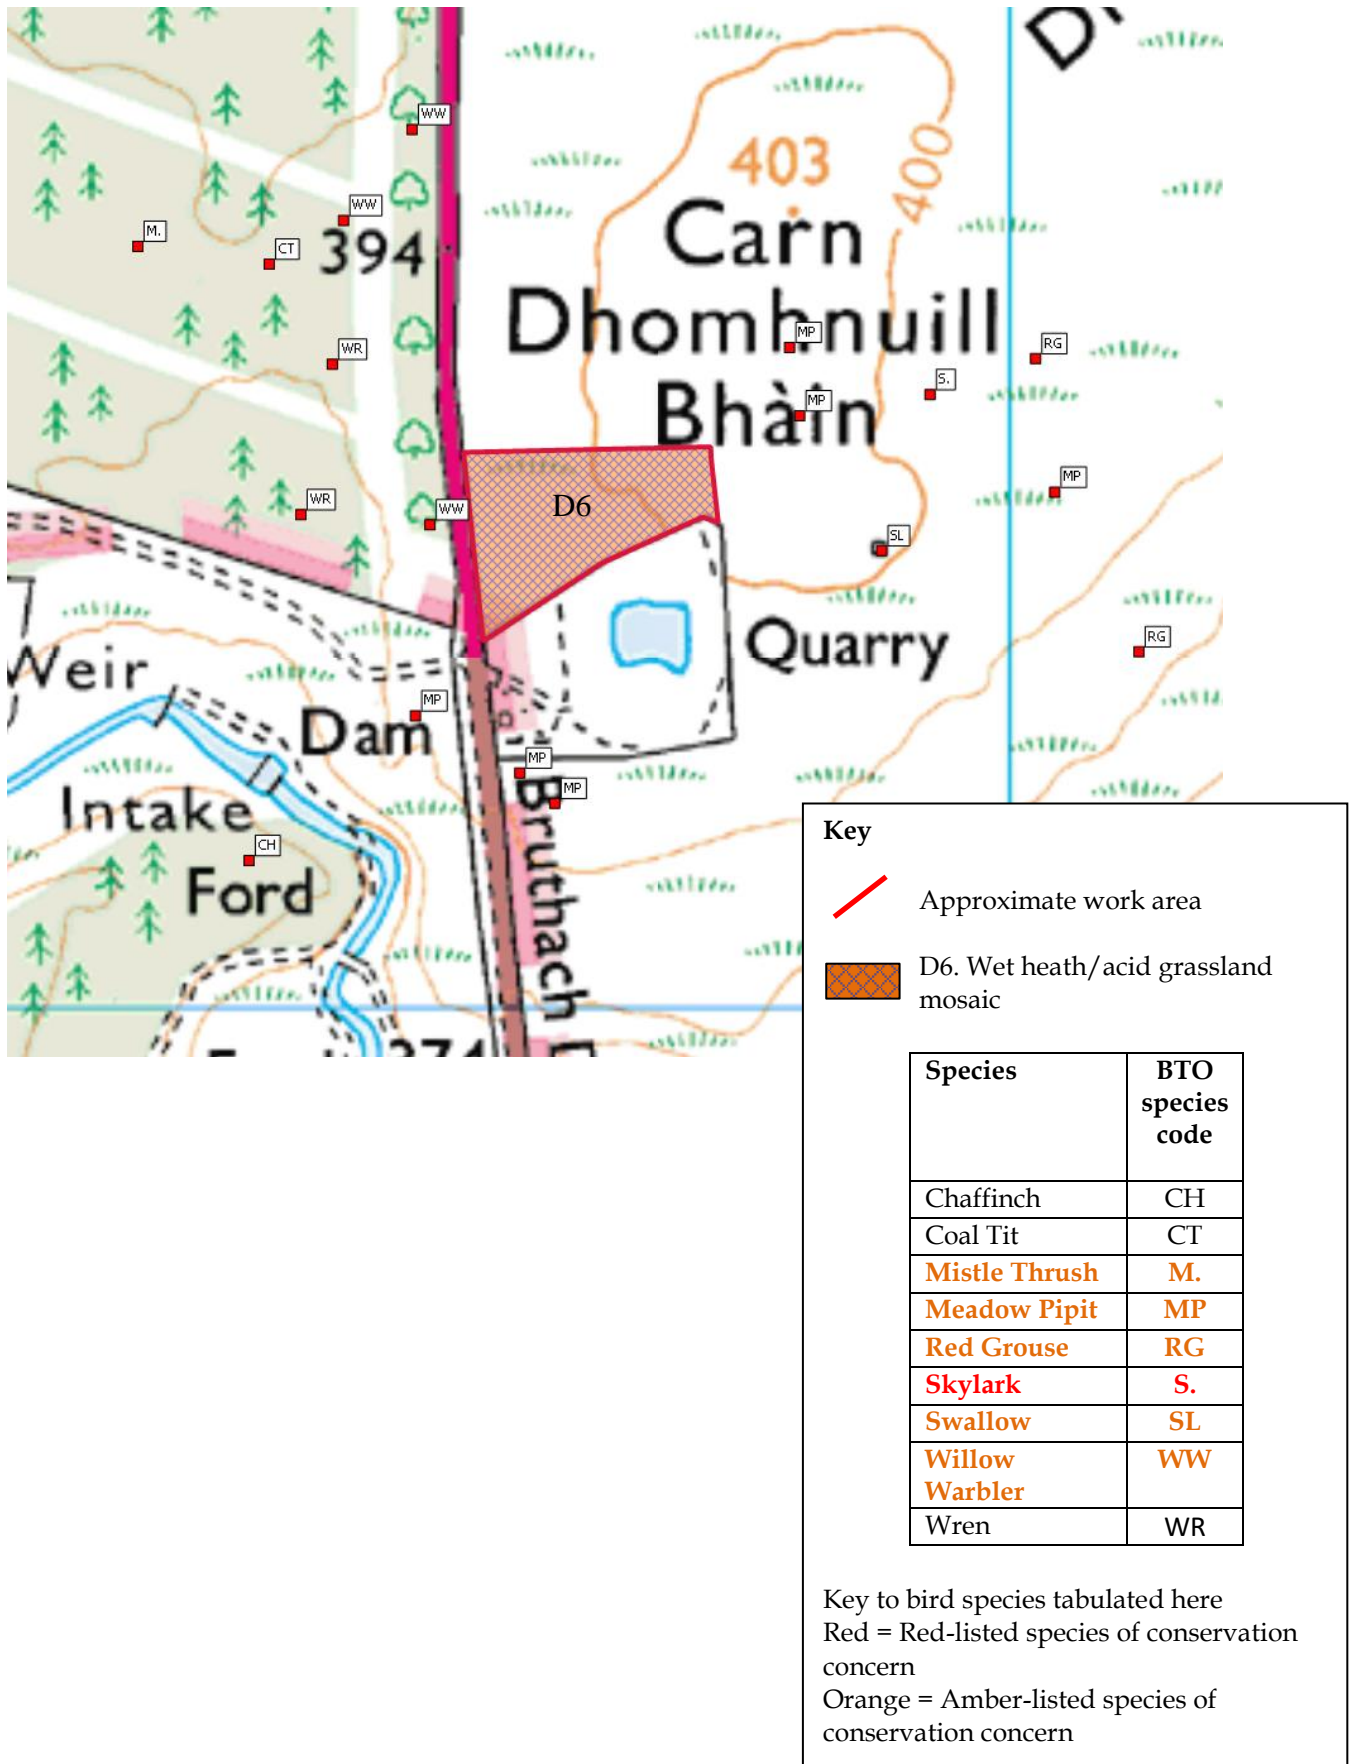 Dr
WW
403
400
WW
M.
CT
394
Carn
Dhomhnuill
Bhàin
MP
MP
RG
S.
WR
MP
WR
WW
D6
SL
RG
Quarry
Weir
Dam
MP
MP
MP
Intake
Ford
CH
Bruthach
274
Key
Approximate work area
D6. Wet heath/acid grassland
mosaic
Species BTO
species
code
Chaffinch CH
Coal Tit CT
Mistle Thrush M.
Meadow Pipit MP
Red Grouse RG
Skylark S.
Swallow SL
Willow WW
Warbler
Wren WR
Key to bird species tabulated here
Red = Red-listed species of conservation
concern
Orange = Amber-listed species of
conservation concern